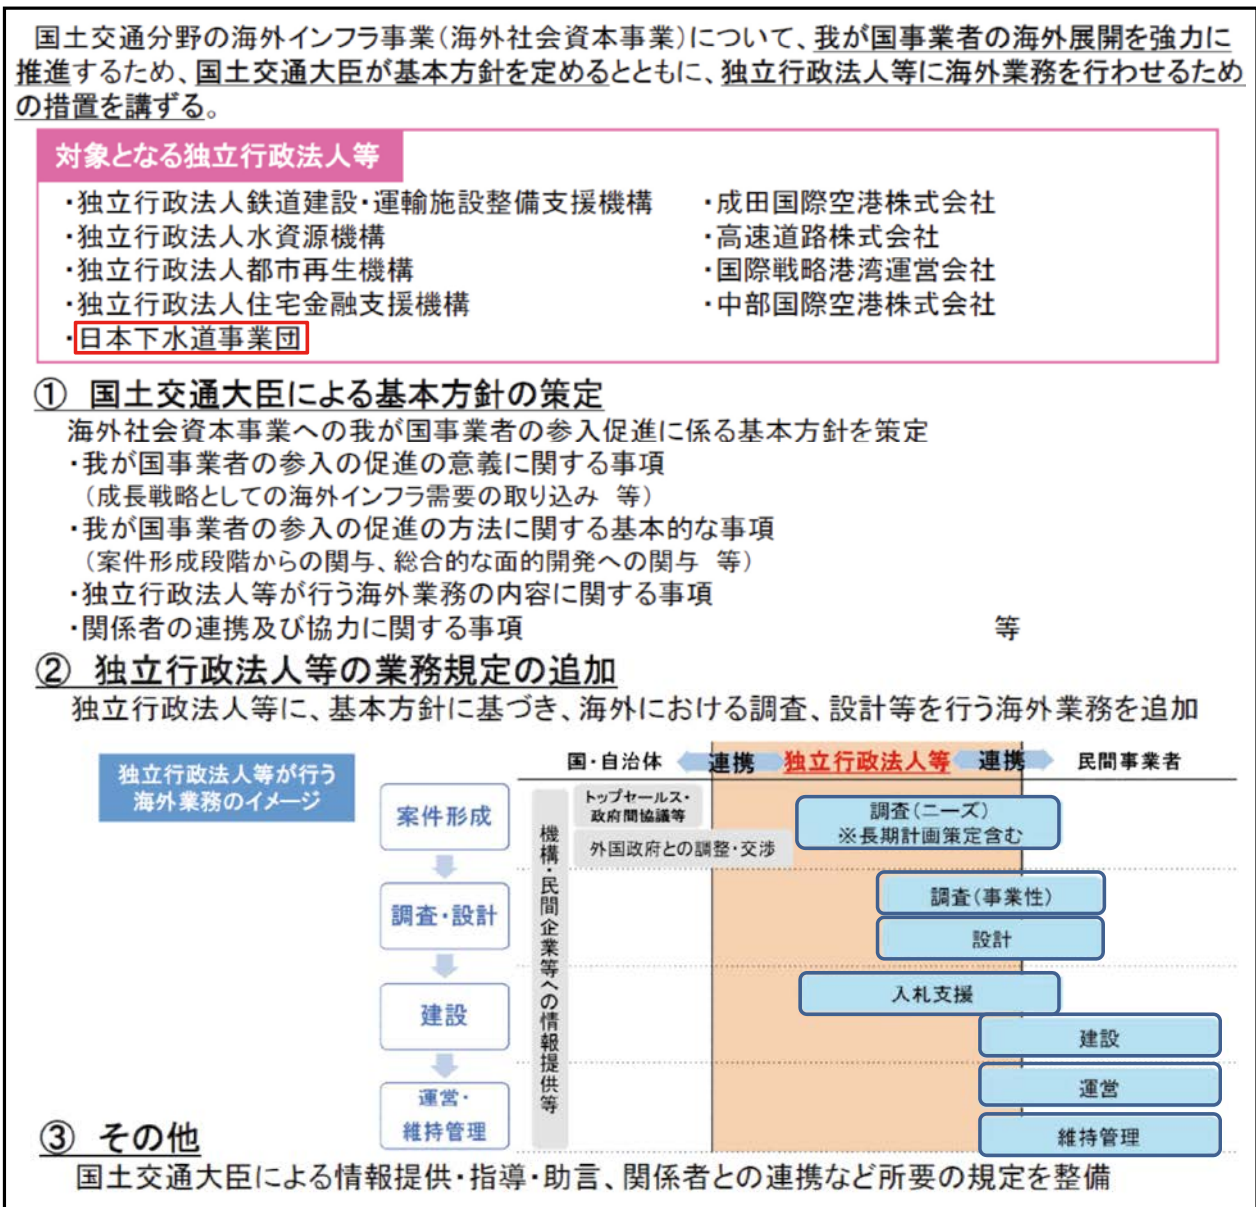 国土交通分野の海外インフラ事業(海外社会資本事業)について、我が国事業者の海外展開を強力に
推進するため、国土交通大臣が基本方針を定めるとともに、独立行政法人等に海外業務を行わせるため
の措置を講ずる。
対象となる独立行政法人等
・独立行政法人鉄道建設・運輸施設整備支援機構
・独立行政法人水資源機構
・独立行政法人都市再生機構
・独立行政法人住宅金融支援機構
・日本下水道事業団
・成田国際空港株式会社
・高速道路株式会社
・国際戦略港湾運営会社
・中部国際空港株式会社
① 国土交通大臣による基本方針の策定
海外社会資本事業への我が国事業者の参入促進に係る基本方針を策定
・我が国事業者の参入の促進の意義に関する事項
(成長戦略としての海外インフラ需要の取り込み 等)
・我が国事業者の参入の促進の方法に関する基本的な事項
(案件形成段階からの関与、総合的な面的開発への関与 等)
・独立行政法人等が行う海外業務の内容に関する事項
・関係者の連携及び協力に関する事項 等
② 独立行政法人等の業務規定の追加
独立行政法人等に、基本方針に基づき、海外における調査、設計等を行う海外業務を追加
独立行政法人等が行う
海外業務のイメージ
国・自治体 連携 独立行政法人等 連携 民間事業者
案件形成
調査・設計
建設
運営・
維持管理
機構・民間企業等への情報提供等
トップセールス・
政府間協議等
外国政府との調整・交渉
調査(ニーズ)
※長期計画策定含む
調査(事業性)
設計
入札支援
建設
運営
維持管理
③ その他
国土交通大臣による情報提供・指導・助言、関係者との連携など所要の規定を整備